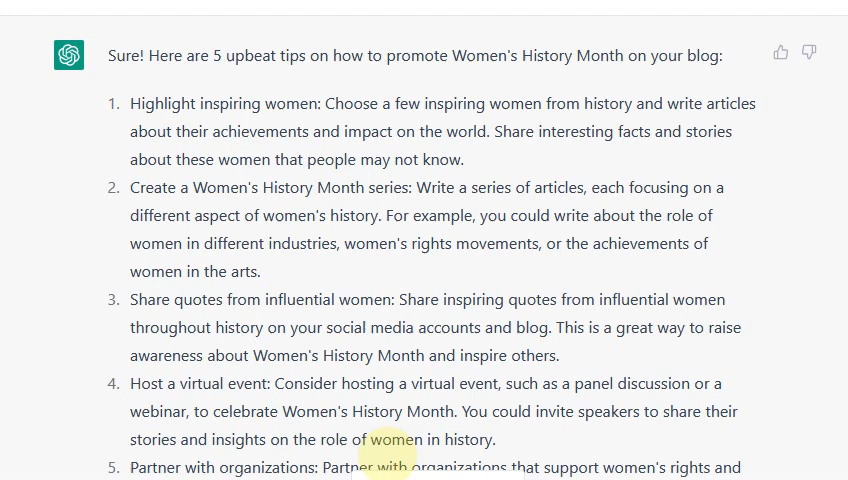 Sure! Here are 5 upbeat tips on how to promote Women's History Month on your blog:
1. Highlight inspiring women: Choose a few inspiring women from history and write articles
about their achievements and impact on the world. Share interesting facts and stories
about these women that people may not know.
2. Create a Women's History Month series: Write a series of articles, each focusing on a
different aspect of women's history. For example, you could write about the role of
women in different industries, women's rights movements, or the achievements of
women in the arts.
3. Share quotes from influential women: Share inspiring quotes from influential women
throughout history on your social media accounts and blog. This is a great way to raise
awareness about Women's History Month and inspire others.
4. Host a virtual event: Consider hosting a virtual event, such as a panel discussion or a
webinar, to celebrate Women's History Month. You could invite speakers to share their
stories and insights on the role of women in history.
5. Partner with organizations: Partner with organizations that support women's rights and